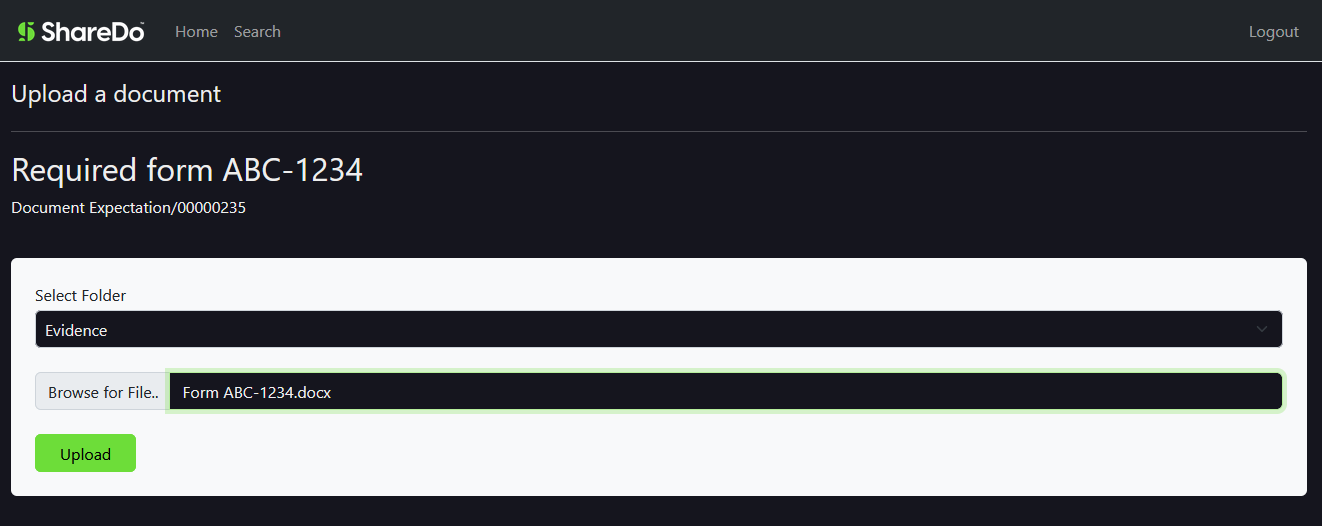 ShareDo™ Home Search Logout
Upload a document
Required form ABC-1234
Document Expectation/00000235
Select Folder
Evidence
Browse for File.. Form ABC-1234.docx
Upload